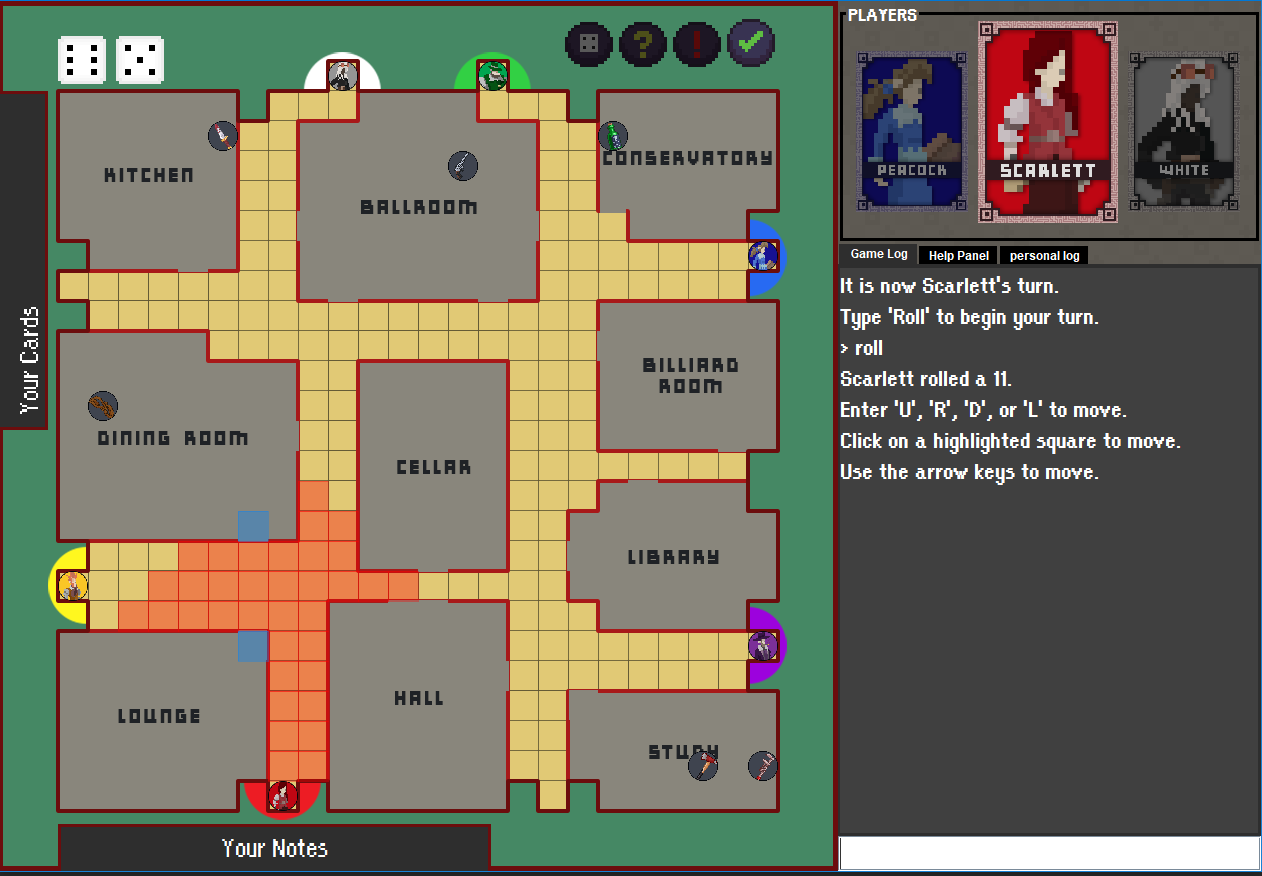 PLAYERS
PEACOCK
SCARLETT
WHITE
?
!
KITCHEN
BALLROOM
CONSERVATORY
BILLIARD
ROOM
DINING ROOM
CELLAR
LIBRARY
LOUNGE
HALL
STUDY
Your Cards
Your Notes
Game Log
Help Panel
personal log
It is now Scarlett's turn.
Type 'Roll' to begin your turn.
> roll
Scarlett rolled a 11.
Enter 'U', 'R', 'D', or 'L' to move.
Click on a highlighted square to move.
Use the arrow keys to move.